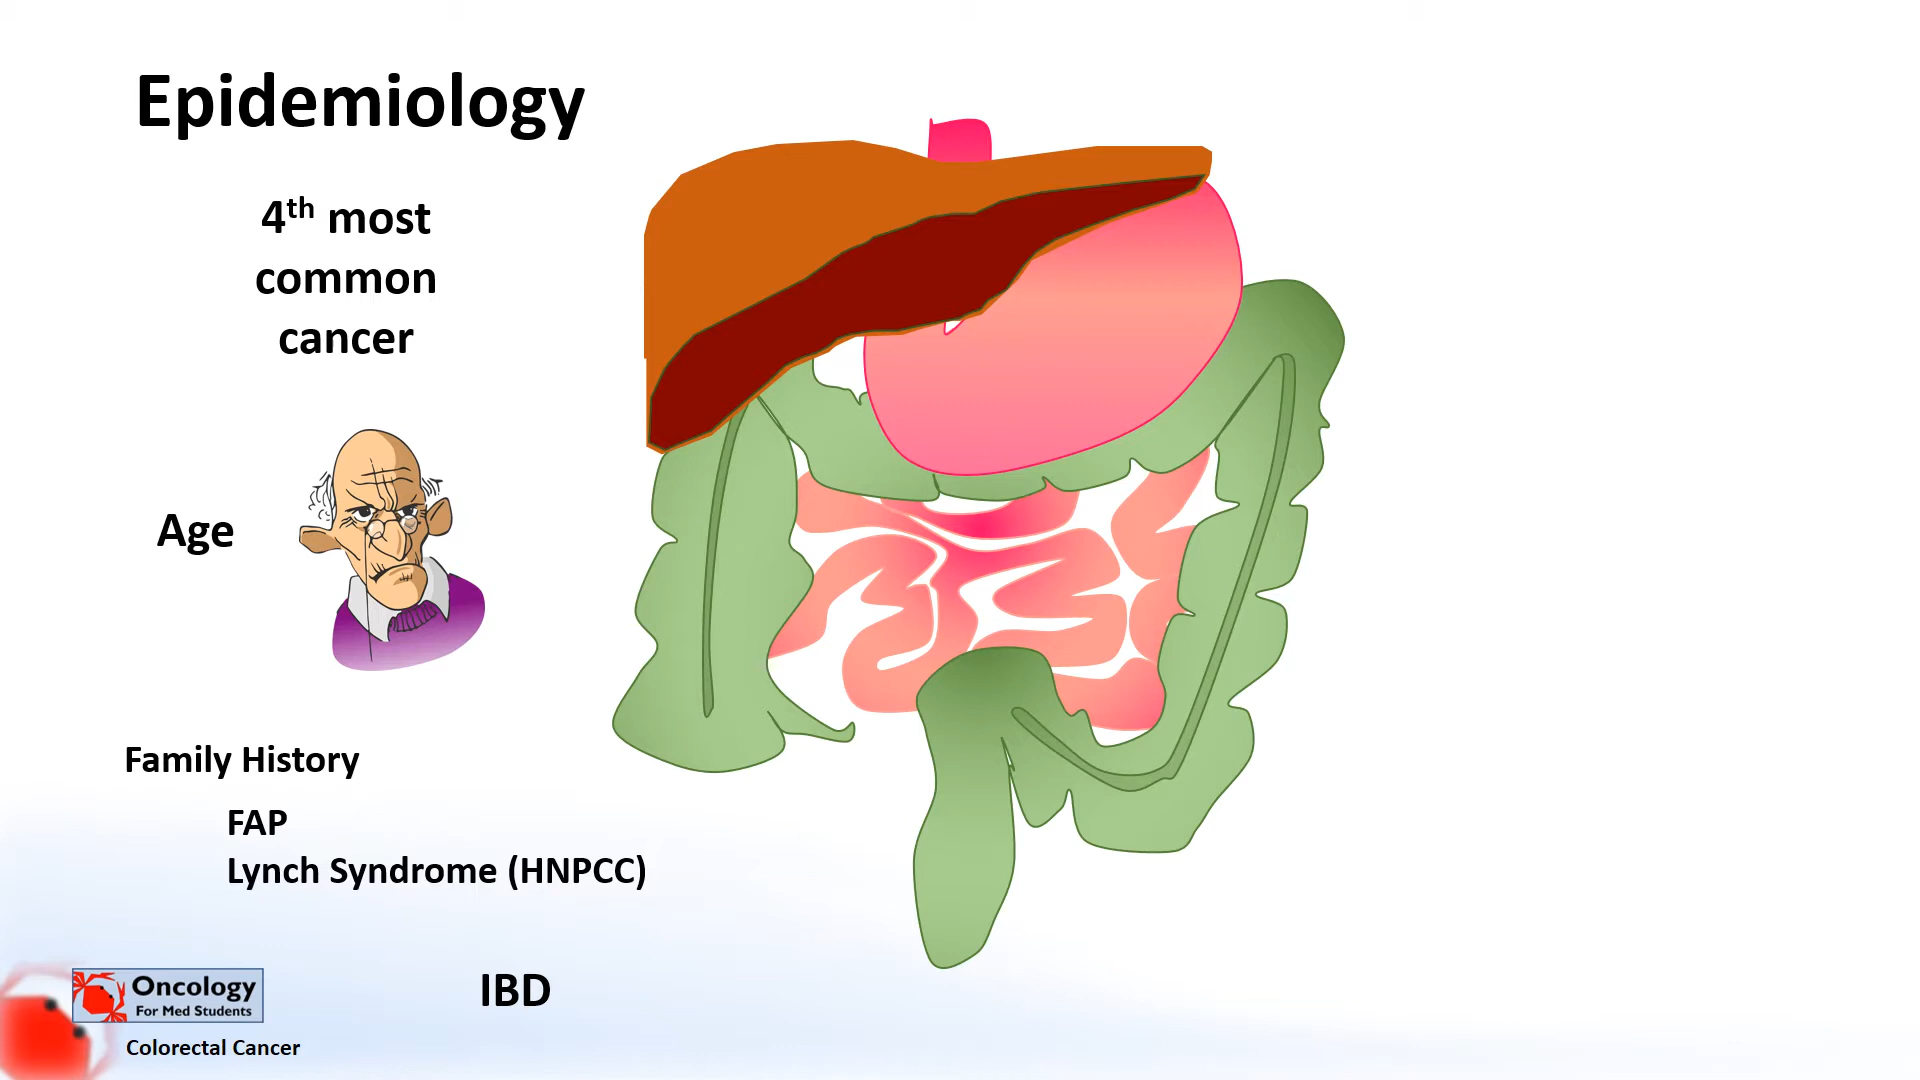 Epidemiology
4th most
common
cancer
Age
Family History
FAP
Lynch Syndrome (HNPCC)
IBD
Oncology
For Med Students
Colorectal Cancer